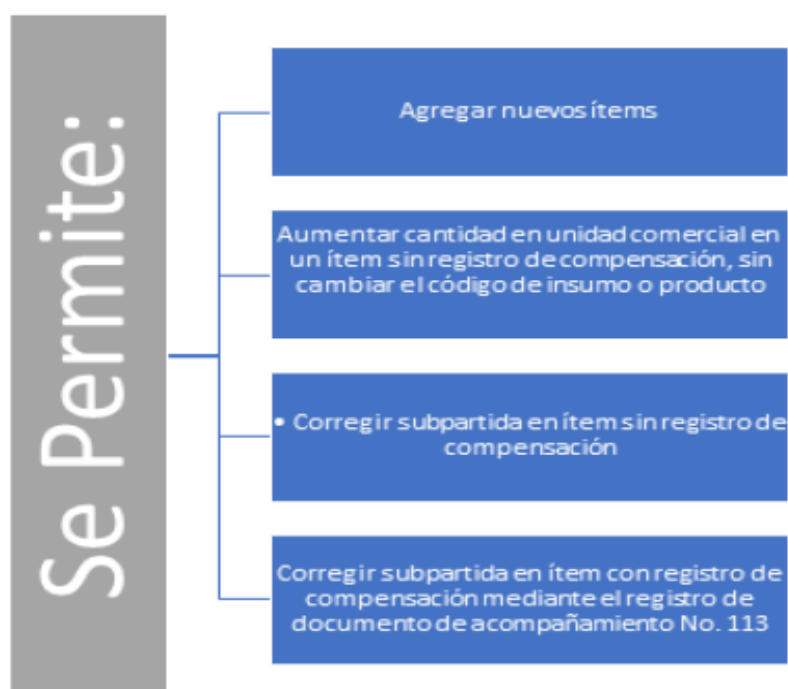 Se Permite:
Agregar nuevos ítems
Aumentar cantidad en unidad comercial en
un ítem sin registro de compensación, sin
cambiar el código de insumo o producto
• Corregir subpartida en ítem sin registro de
compensación
Corregir subpartida en ítem con registro de
compensación mediante el registro de
documento de acompañamiento No. 113